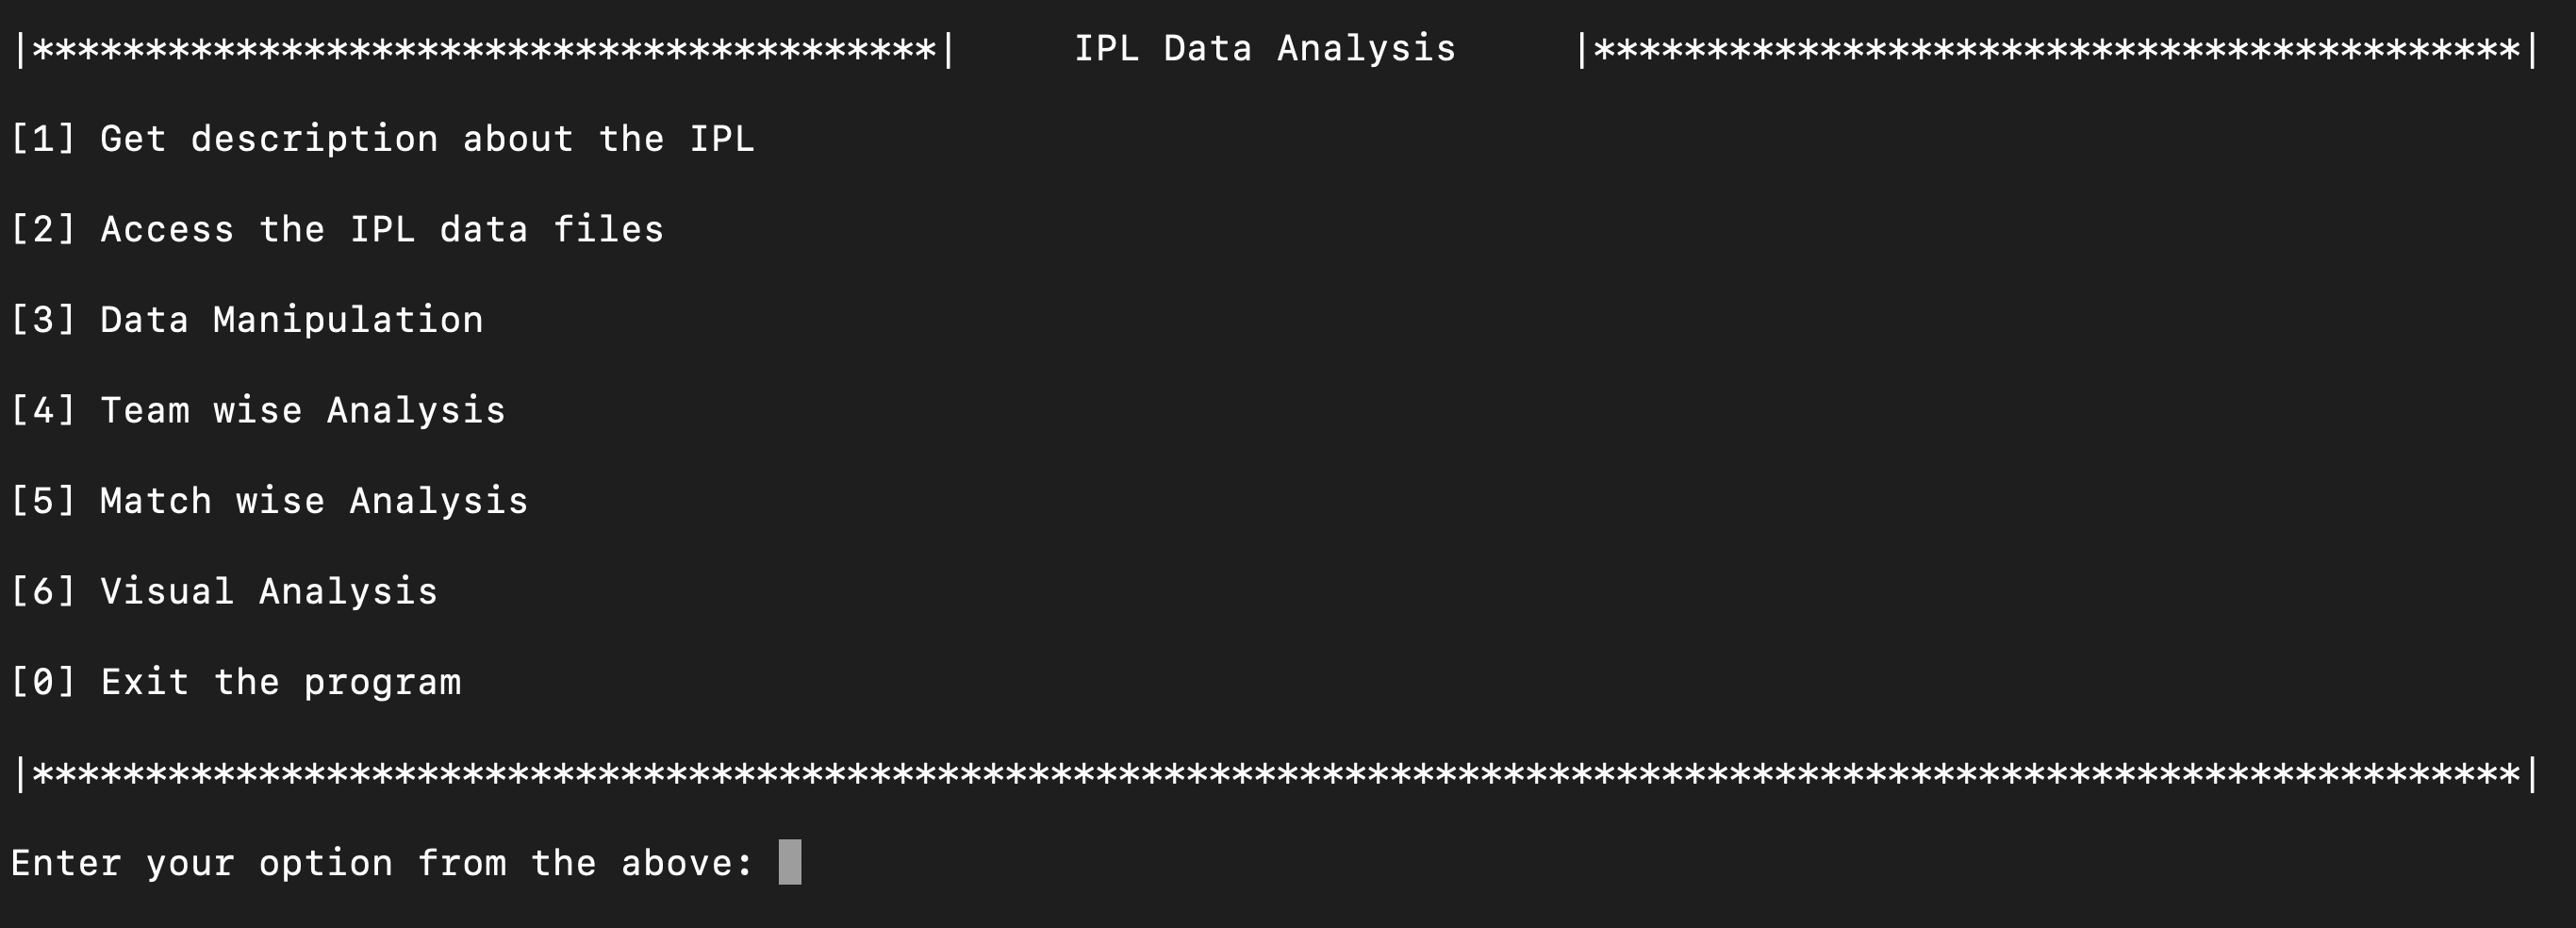 |****************************************|     IPL Data Analysis     |*****************************************|
[1] Get description about the IPL
[2] Access the IPL data files
[3] Data Manipulation
[4] Team wise Analysis
[5] Match wise Analysis
[6] Visual Analysis
[0] Exit the program
|**************************************************************************************************************|
Enter your option from the above: